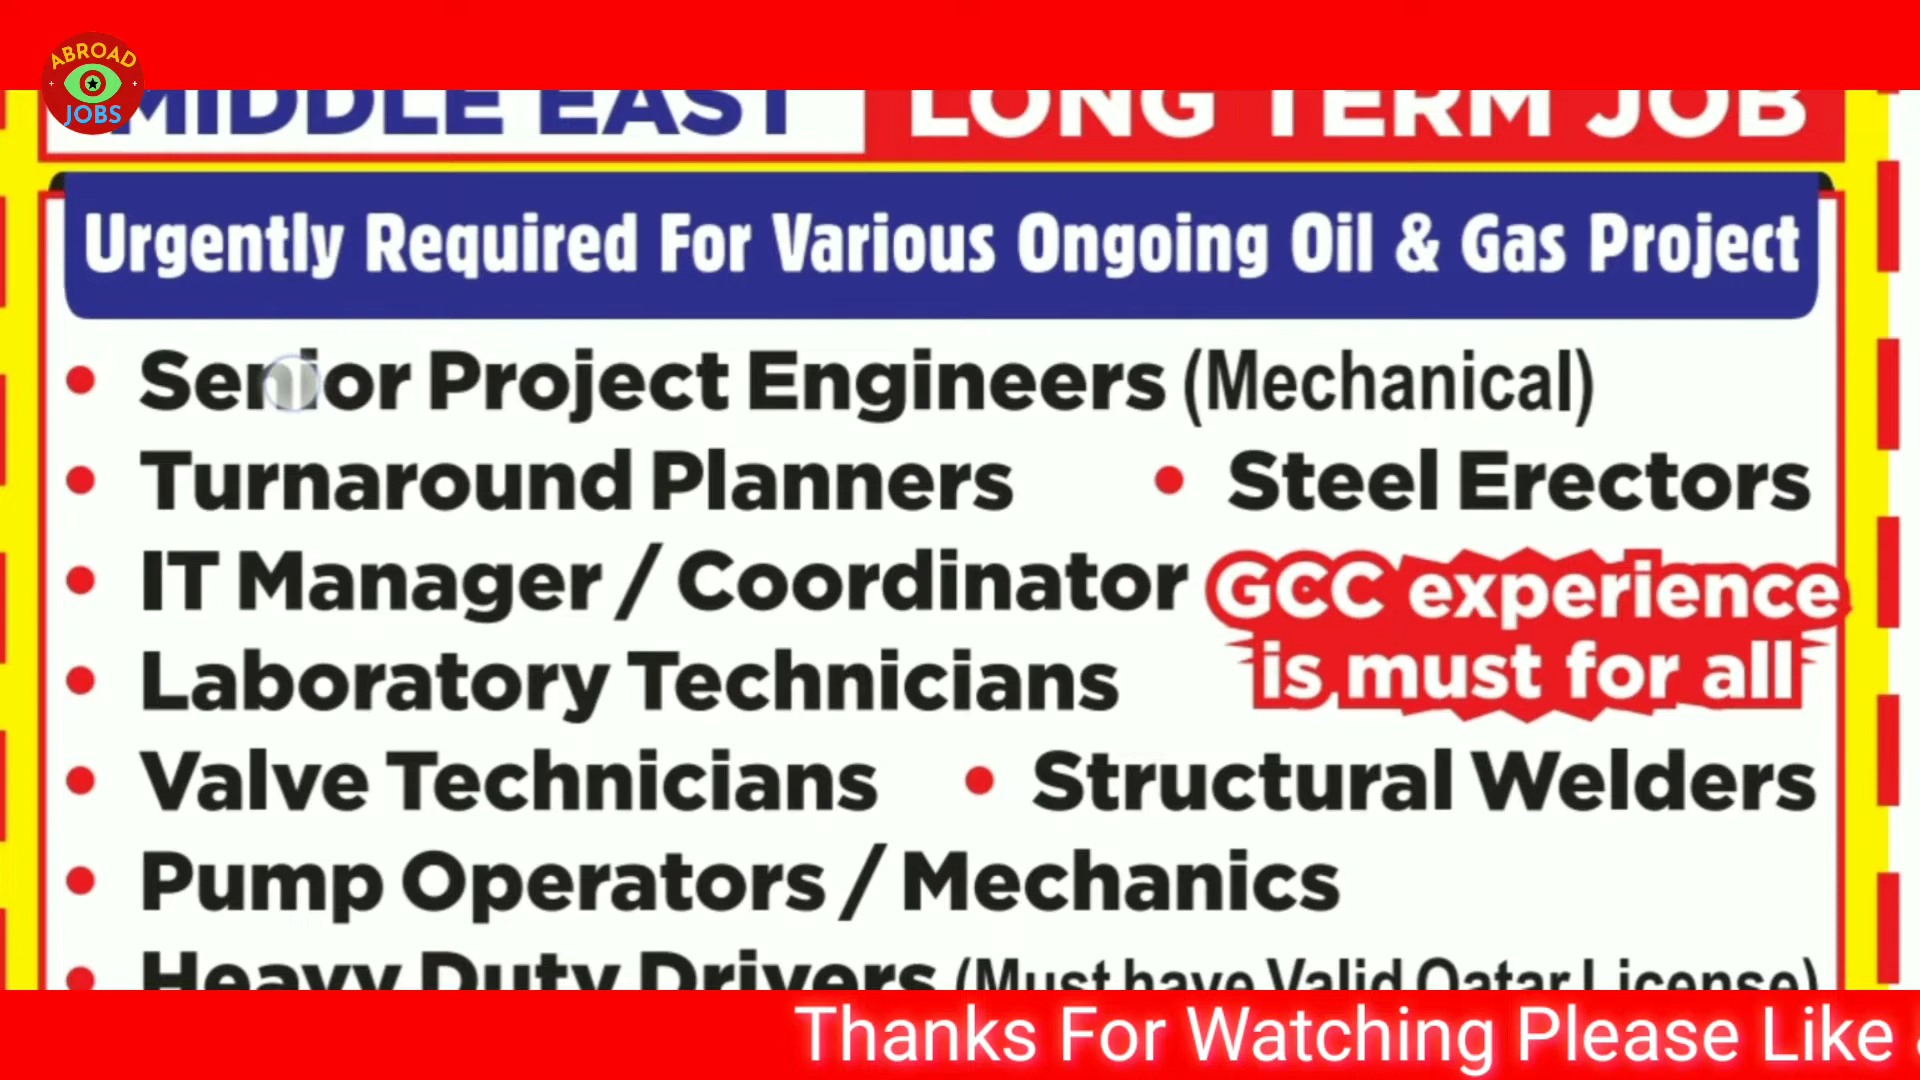 ABROAD
JOBS
MIDDLE EAST LONG TERM JOB
Urgently Required For Various Ongoing Oil & Gas Project
• Senior Project Engineers (Mechanical)
• Turnaround Planners • Steel Erectors
• IT Manager / Coordinator
GCC experience
is must for all
• Laboratory Technicians
• Valve Technicians • Structural Welders
• Pump Operators / Mechanics
• Heavy Duty Drivers (Must have Valid Qatar License)
Thanks For Watching Please Like